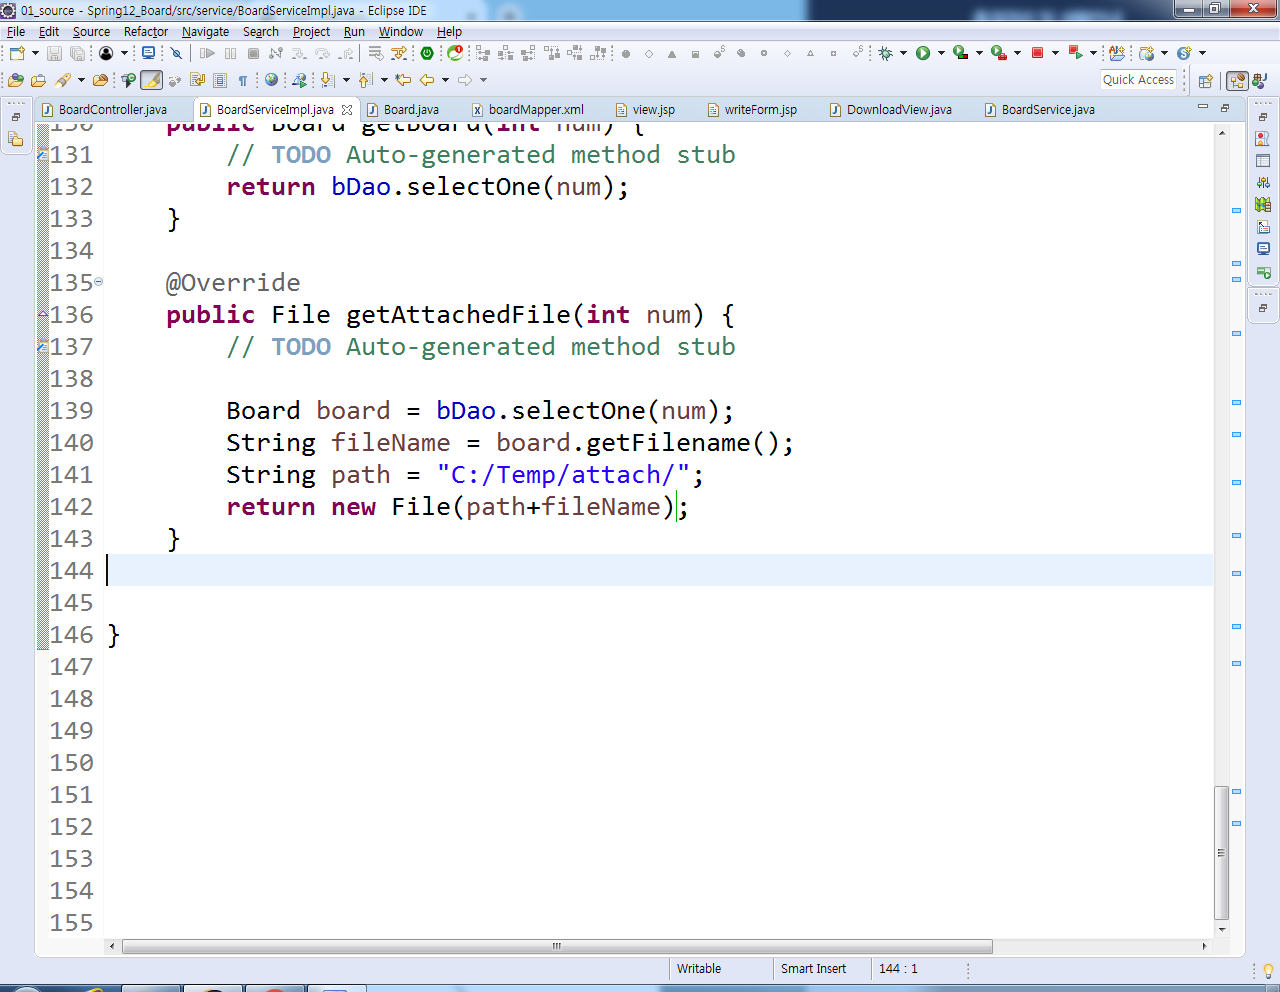 01_source - Spring12_Board/src/service/BoardServiceImpl.java - Eclipse IDE
File Edit Source Refactor Navigate Search Project Run Window Help
Quick Access
BoardController.java BoardServiceImpl.java Board.java boardMapper.xml view.jsp writeForm.jsp DownloadView.java BoardService.java
130 public Board getBoard(int num) {
131 // TODO Auto-generated method stub
132 return bDao.selectOne(num);
133 }
134
135 @Override
136 public File getAttachedFile(int num) {
137 // TODO Auto-generated method stub
138
139 Board board = bDao.selectOne(num);
140 String fileName = board.getFilename();
141 String path = "C:/Temp/attach/";
142 return new File(path+fileName);
143 }
144
145
146 }
147
148
149
150
151
152
153
154
155
Writable Smart Insert 144 : 1